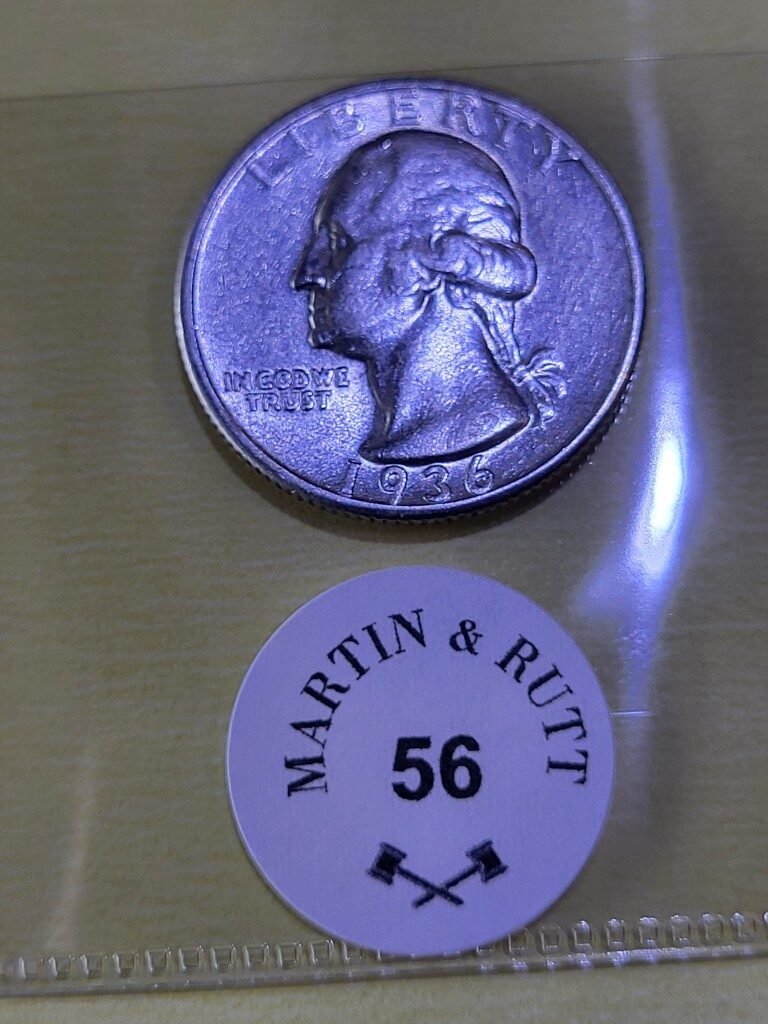 LIBERTY
IN GOD WE
TRUST
1936
MARTIN & RUTT
56